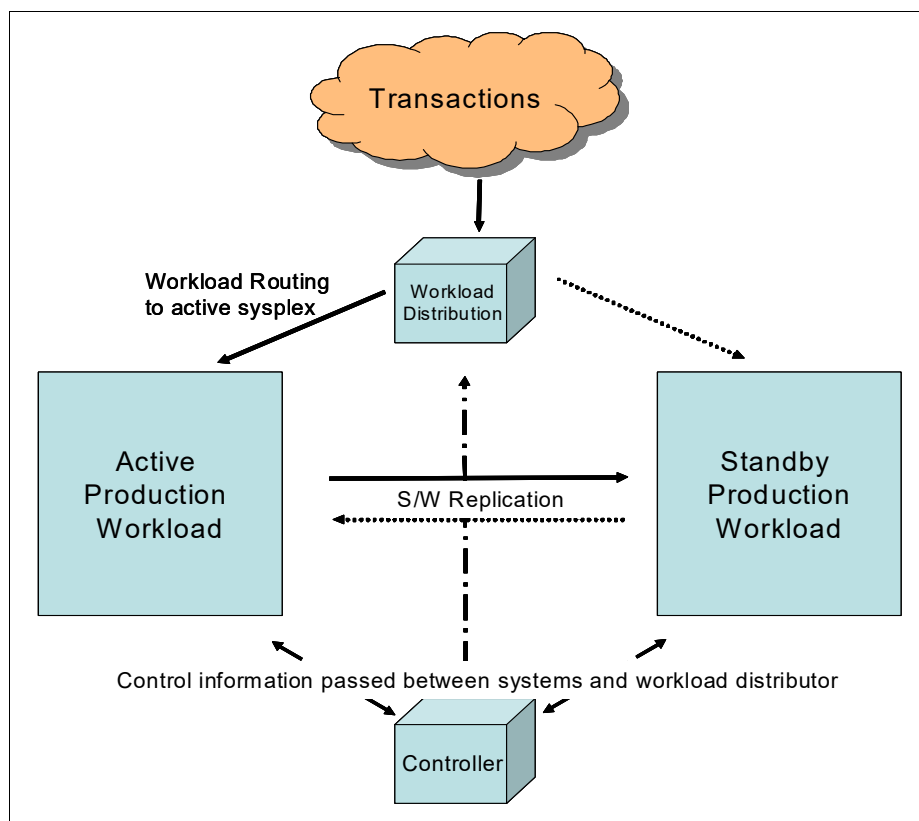 Transactions
Workload Routing
to active sysplex
Workload
Distribution
Active
Production
Workload
Standby
Production
Workload
S/W Replication
Control information passed between systems and workload distributor
Controller